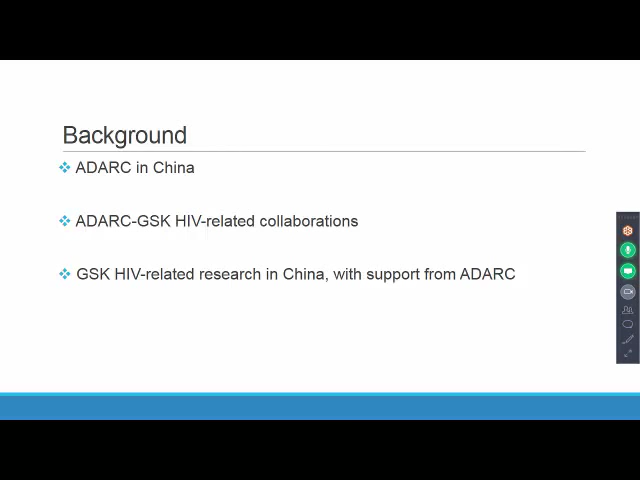 Background
ADARC in China
ADARC-GSK HIV-related collaborations
GSK HIV-related research in China, with support from ADARC